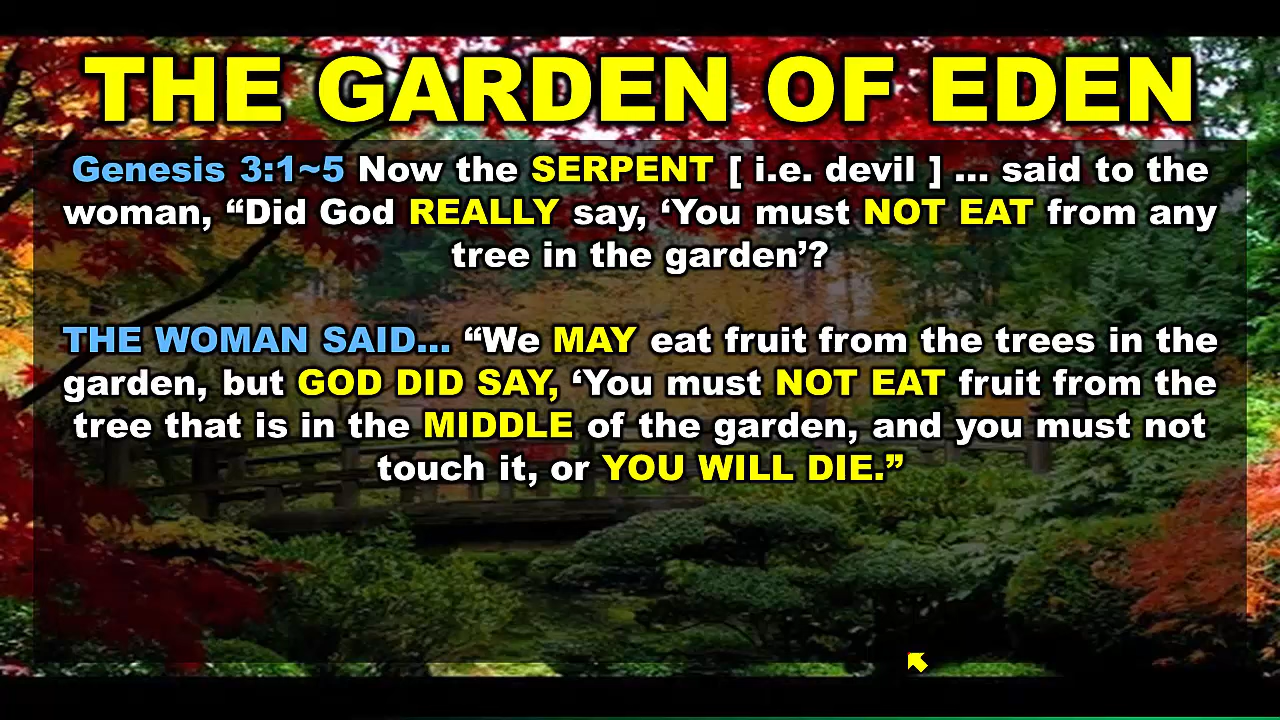 THE GARDEN OF EDEN
Genesis 3:1~5 Now the SERPENT [ i.e. devil ] ... said to the
woman, “Did God REALLY say, ‘You must NOT EAT from any
tree in the garden’?
THE WOMAN SAID... “We MAY eat fruit from the trees in the
garden, but GOD DID SAY, ‘You must NOT EAT fruit from the
tree that is in the MIDDLE of the garden, and you must not
touch it, or YOU WILL DIE.”